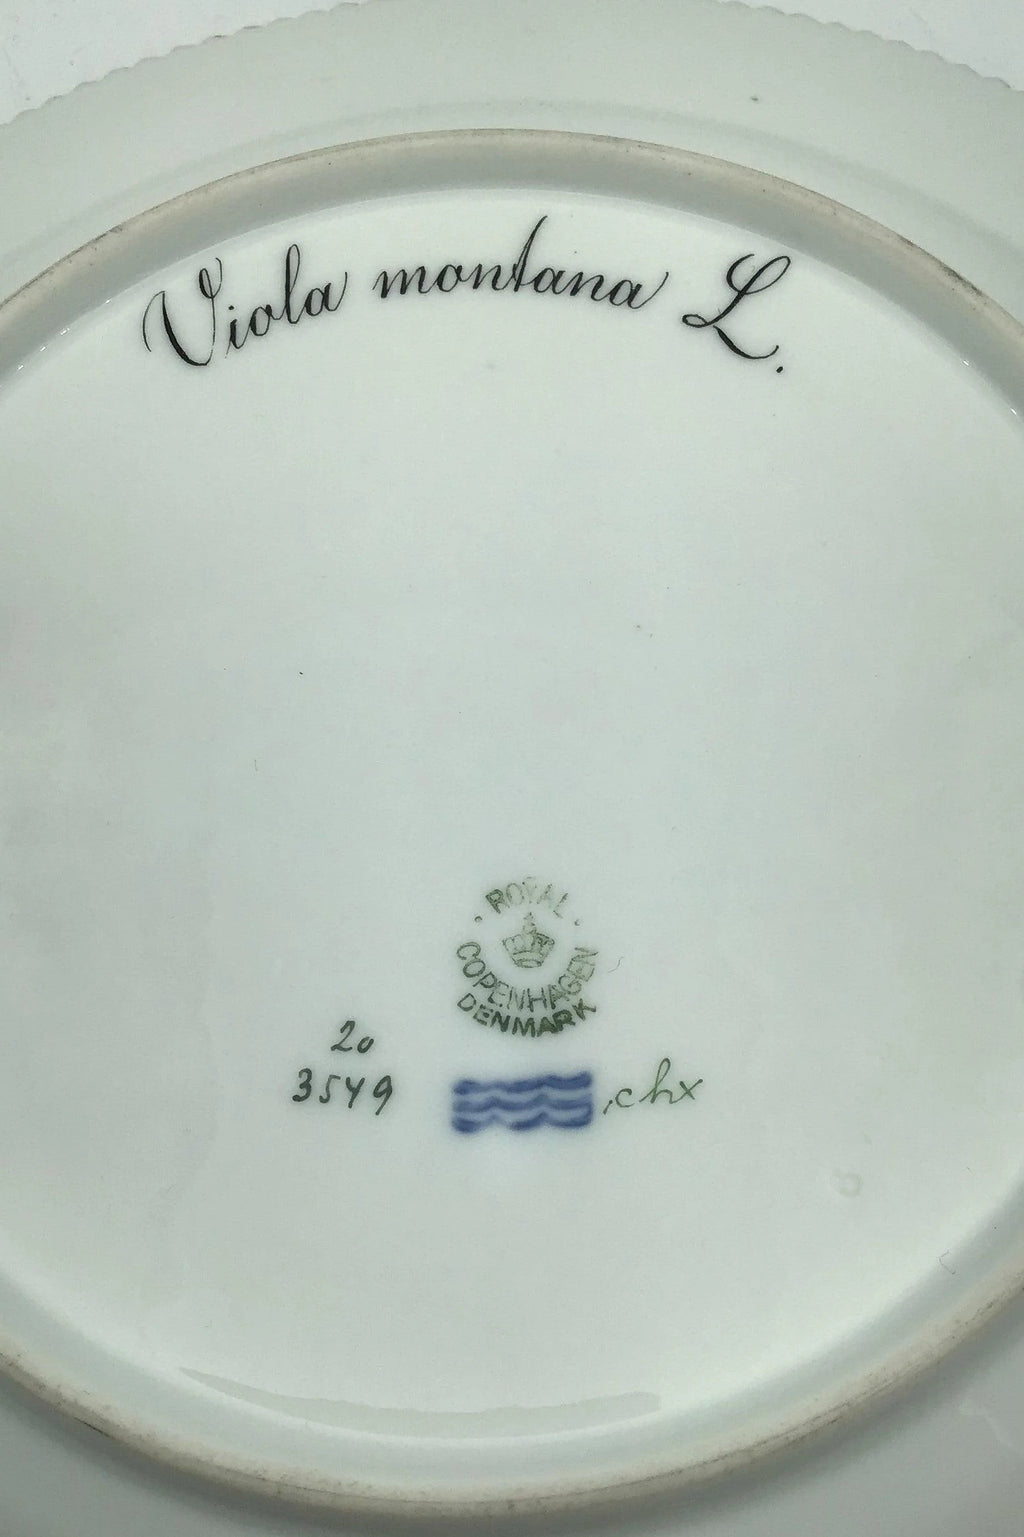 Viola montana L.
ROYAL
COPENHAGEN
DENMARK
20
3549
chx